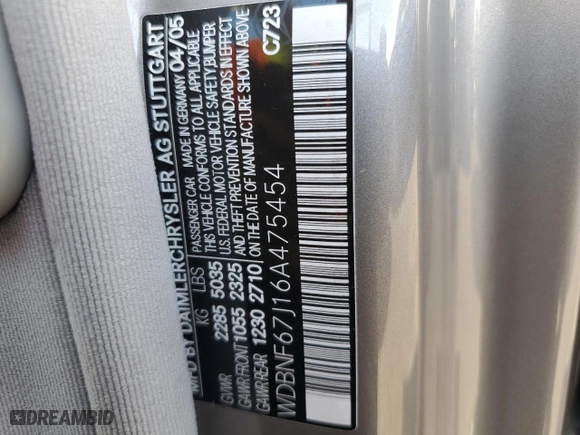 MFD BY DAIMLERCHRYSLER AG STUTTGART
KG LBS PASSENGER CAR MADE IN GERMANY 04/05
GVWR 2285 5035 THIS VEHICLE CONFORMS TO ALL APPLICABLE
GAWR FRONT 1055 2325 U.S. FEDERAL MOTOR VEHICLE SAFETY, BUMPER
GAWR REAR 1230 2710 AND THEFT PREVENTION STANDARDS IN EFFECT
ON THE DATE OF MANUFACTURE SHOWN ABOVE
WDBNF67J16A475454 C723
DREAMBID